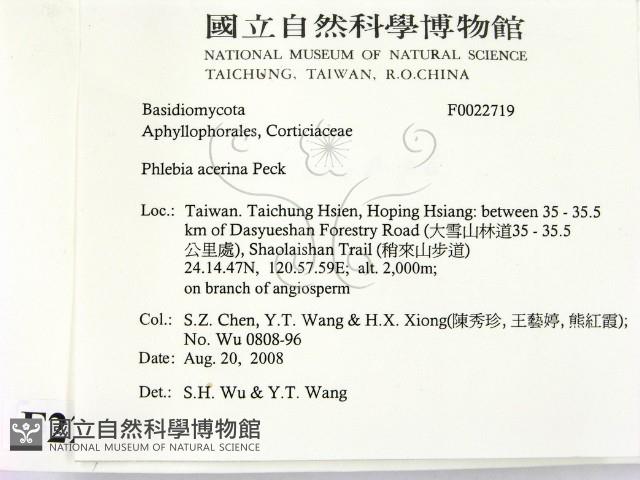 國立自然科學博物館
NATIONAL MUSEUM OF NATURAL SCIENCE
TAICHUNG, TAIWAN, R.O.CHINA
Basidiomycota F0022719
Aphyllophorales, Corticiaceae
Phlebia acerina Peck
Loc.: Taiwan. Taichung Hsien, Hoping Hsiang: between 35 - 35.5
km of Dasyueshan Forestry Road (大雪山林道35 - 35.5
公里處), Shaolaishan Trail (稍來山步道)
24.14.47N, 120.57.59E; alt. 2,000m;
on branch of angiosperm
Col.: S.Z. Chen, Y.T. Wang & H.X. Xiong(陳秀珍, 王藝婷, 熊紅霞);
No. Wu 0808-96
Date: Aug. 20, 2008
Det.: S.H. Wu & Y.T. Wang
國立自然科學博物館
NATIONAL MUSEUM OF NATURAL SCIENCE